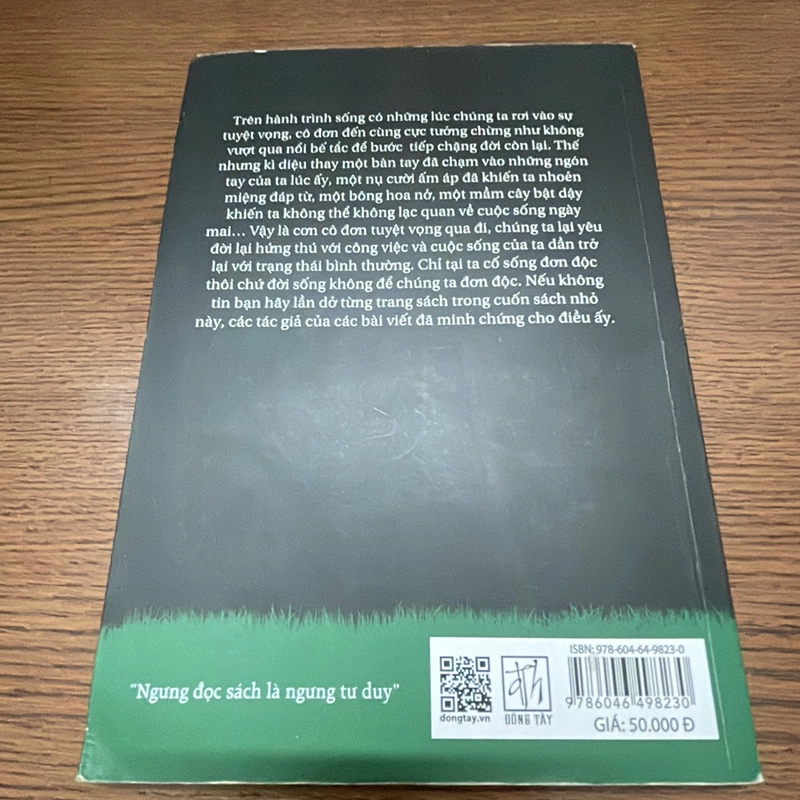 Trên hành trình sống có những lúc chúng ta rơi vào sự
tuyệt vọng, cô đơn đến cùng cực tưởng chừng như không
vượt qua nổi bế tắc để bước tiếp chặng đời còn lại. Thế
nhưng kì diệu thay một bàn tay đã chạm vào những ngón
tay của ta lúc ấy, một nụ cười ấm áp đã khiến ta nhoẻn
miệng đáp từ, một bông hoa nở, một mầm cây bật dậy
khiến ta không thể không lạc quan về cuộc sống ngày
mai... Vậy là cơn cô đơn tuyệt vọng qua đi, chúng ta lại yêu
đời lại hứng thú với công việc và cuộc sống của ta dần trở
lại với trạng thái bình thường. Chỉ tại ta cố sống đơn độc
thôi chứ đời sống không để chúng ta đơn độc. Nếu không
tin bạn hãy lần dở từng trang sách trong cuốn sách nhỏ
này, các tác giả của các bài viết đã minh chứng cho điều ấy.
"Ngưng đọc sách là ngưng tư duy"
dongtay.vn
ĐÔNG TÂY
ISBN: 978-604-64-9823-0
9786046498230
GIÁ: 50.000 Đ